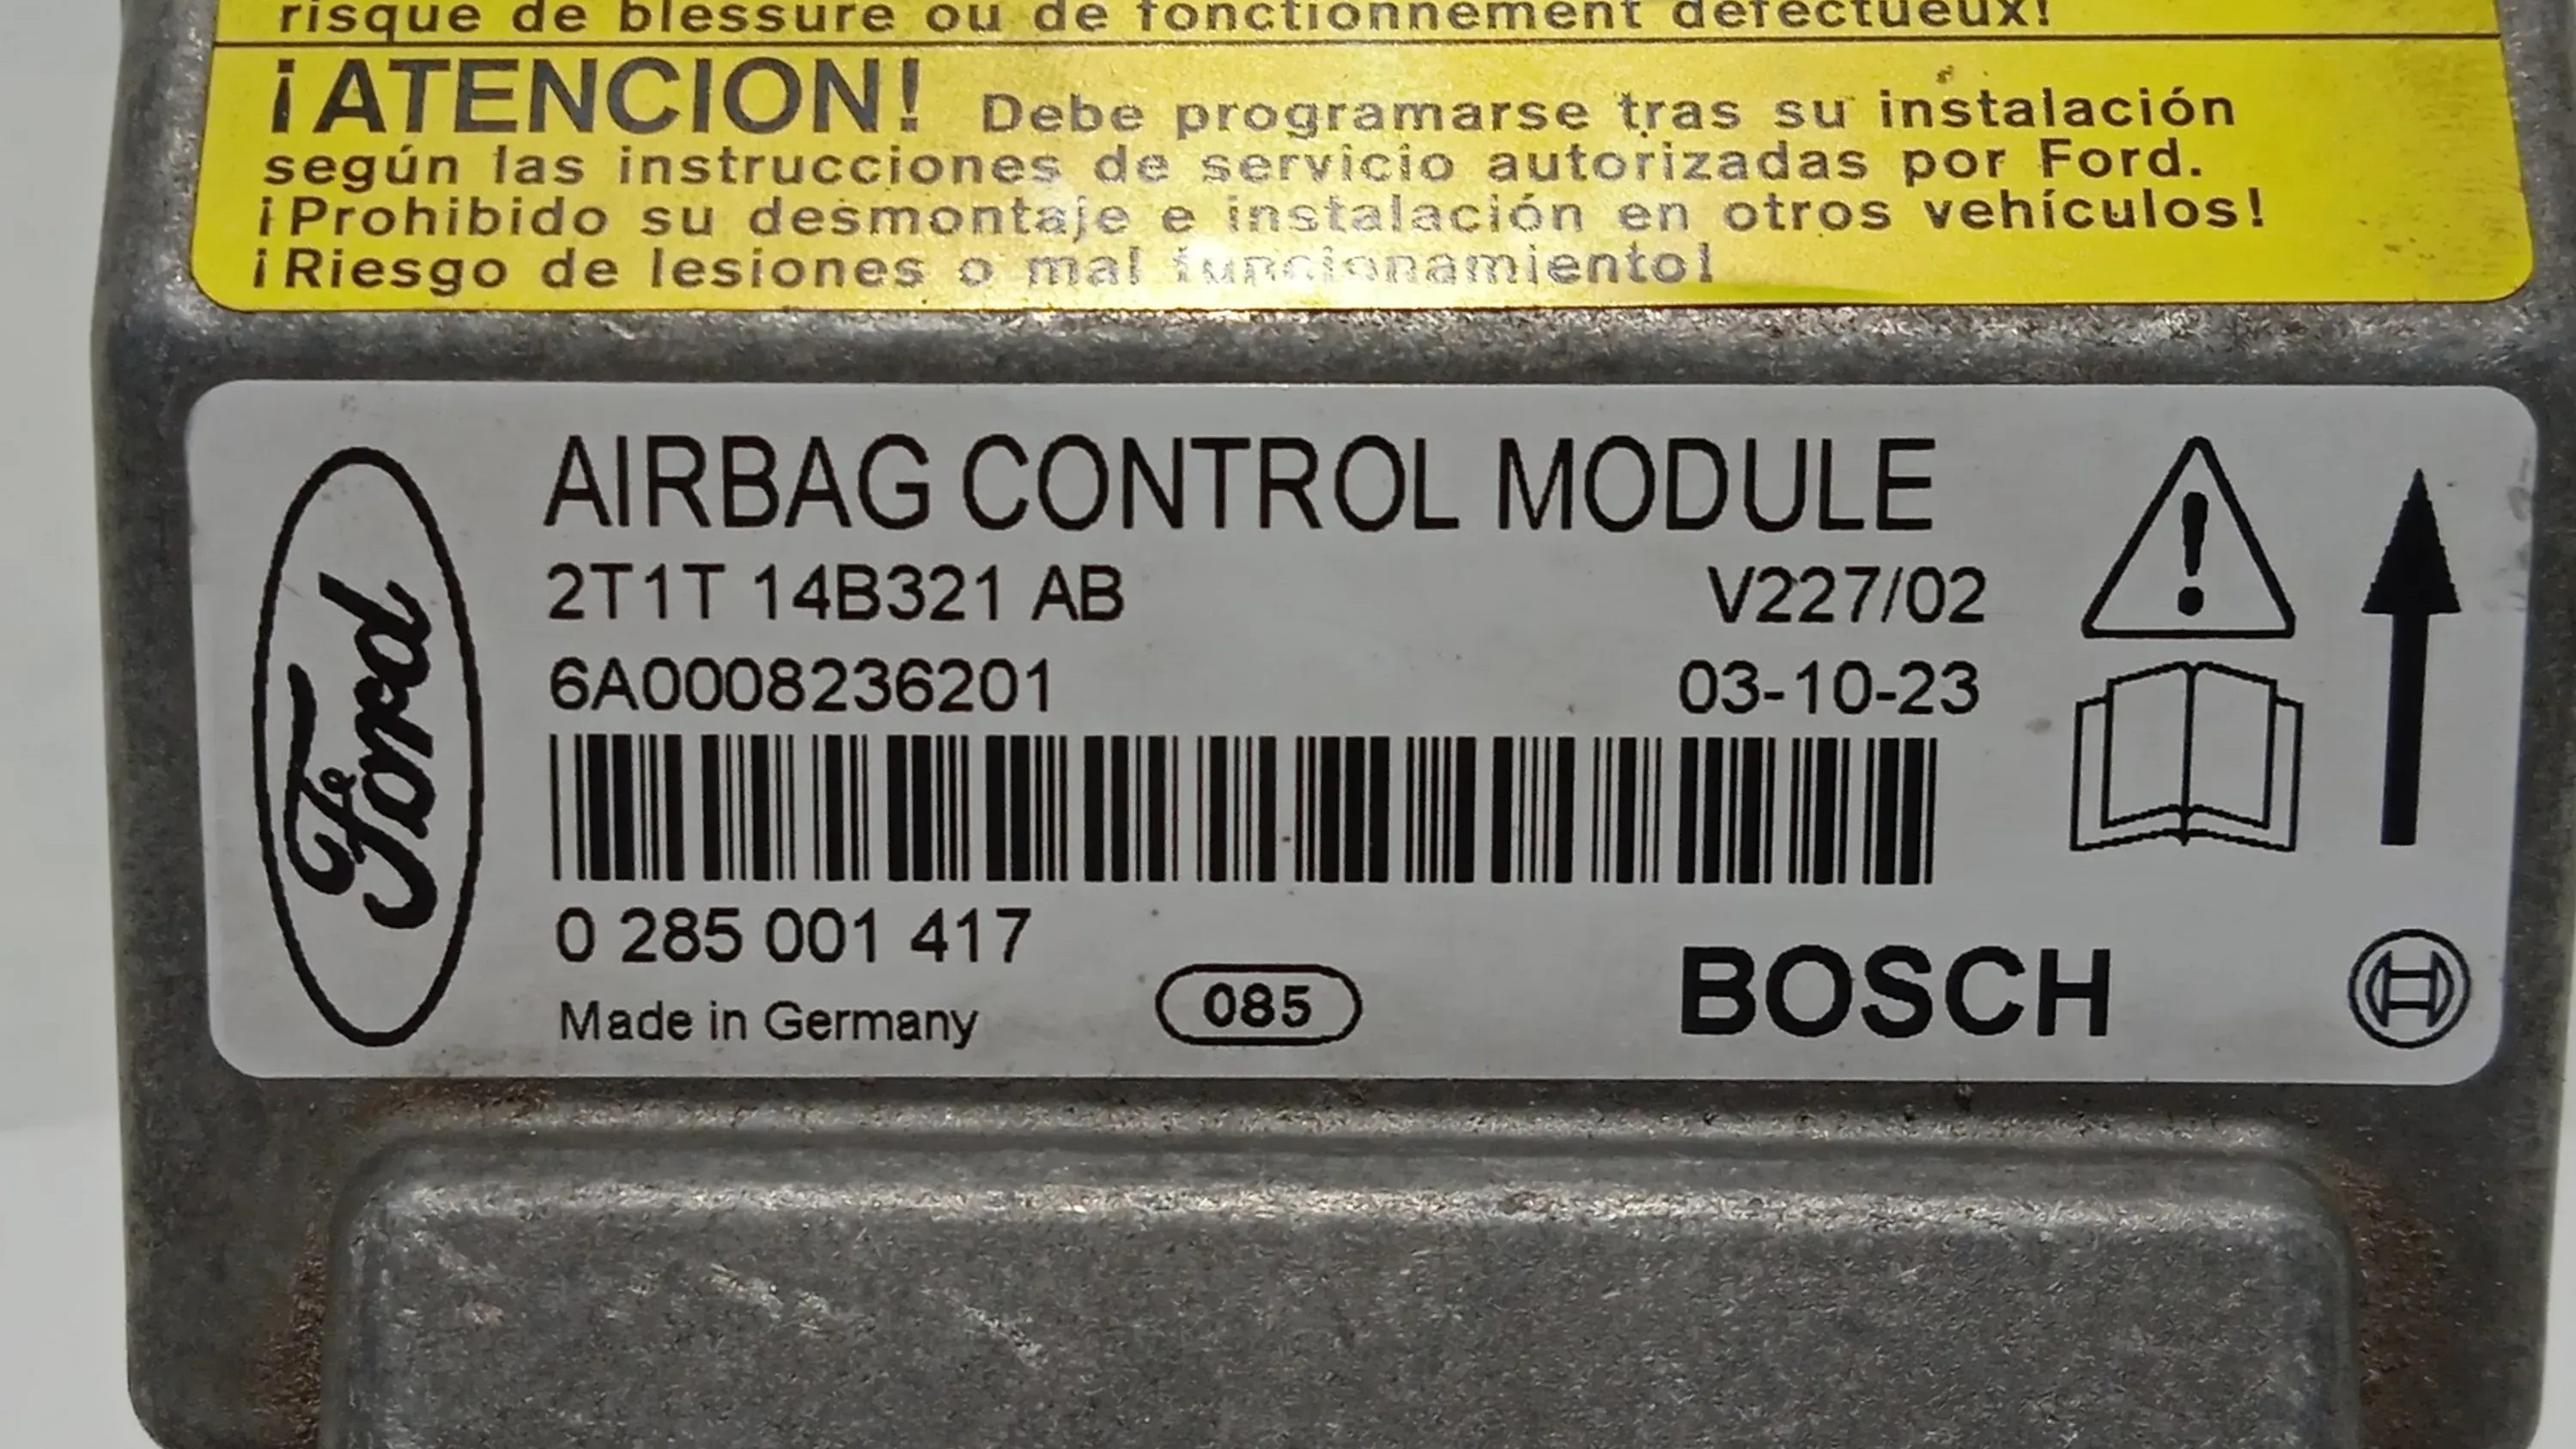 risque de blessure ou de fonctionnement défectueux!
¡ATENCION! Debe programarse tras su instalación
según las instrucciones de servicio autorizadas por Ford.
¡Prohibido su desmontaje e instalación en otros vehículos!
¡Riesgo de lesiones o mal funcionamiento!
Ford
AIRBAG CONTROL MODULE
2T1T 14B321 AB V227/02
6A0008236201 03-10-23
0 285 001 417
Made in Germany 085 BOSCH